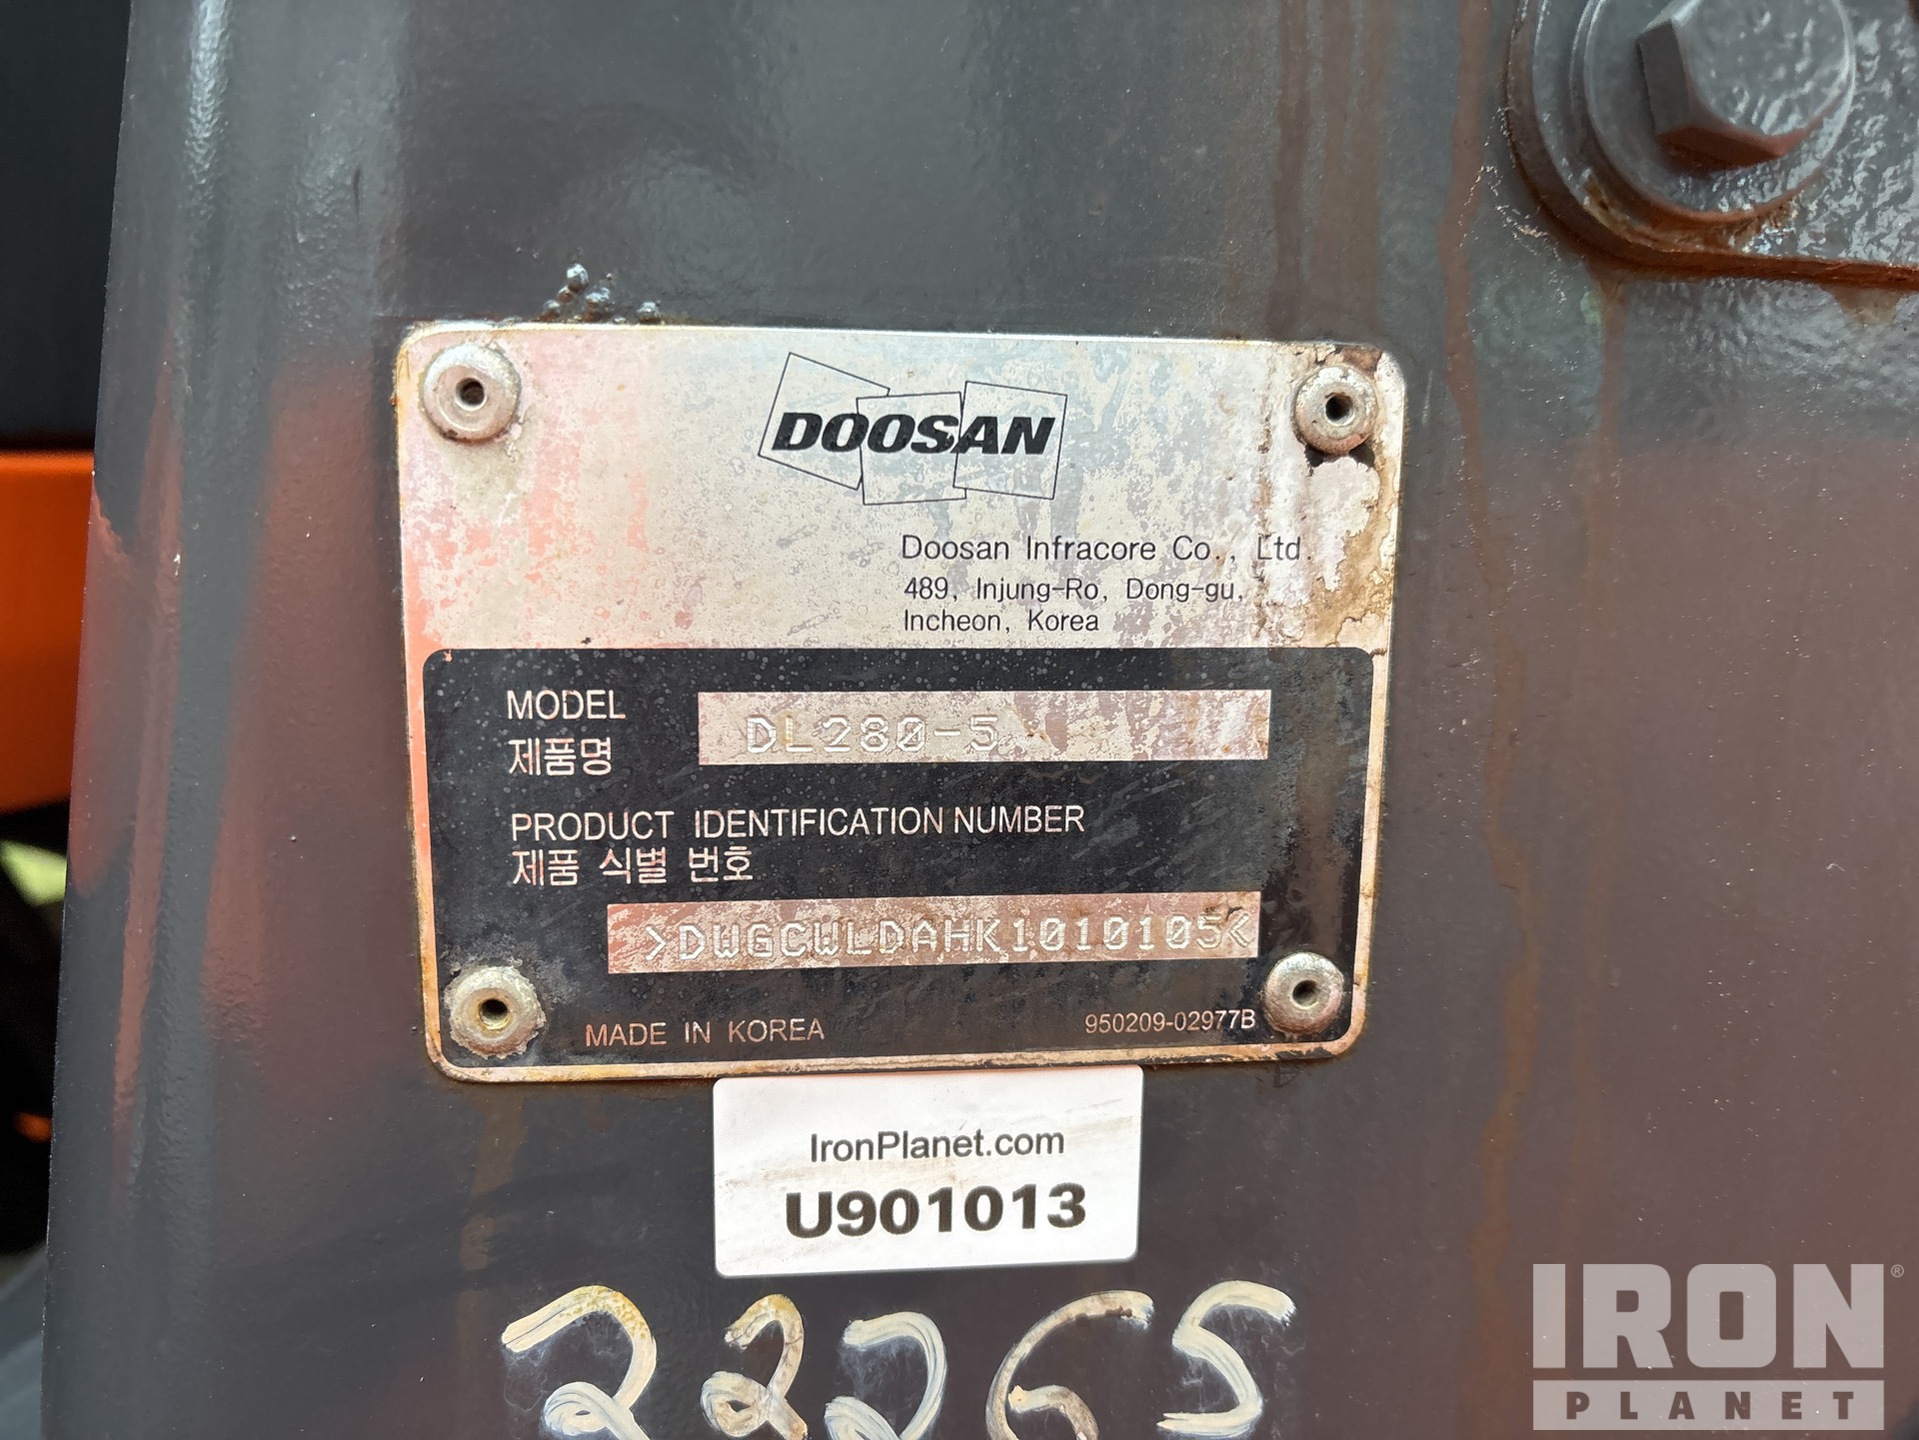 DOOSAN
Doosan Infracore Co., Ltd.
489, Injung-Ro, Dong-gu,
Incheon, Korea
MODEL DL280-5
제품명
PRODUCT IDENTIFICATION NUMBER
제품 식별 번호
>DWGCWLDAHK1010105<
MADE IN KOREA 950209-02977B
IronPlanet.com
U901013
22265
IRON®
PLANET